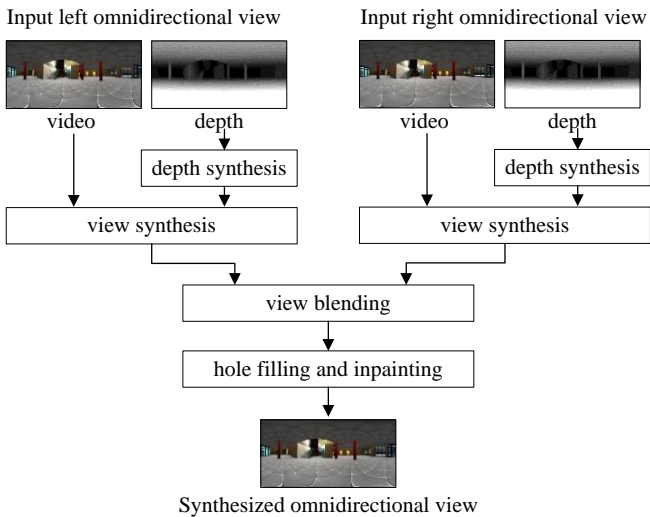 Input left omnidirectional view
Input right omnidirectional view
video
depth
video
depth
depth synthesis
depth synthesis
view synthesis
view synthesis
view blending
hole filling and inpainting
Synthesized omnidirectional view